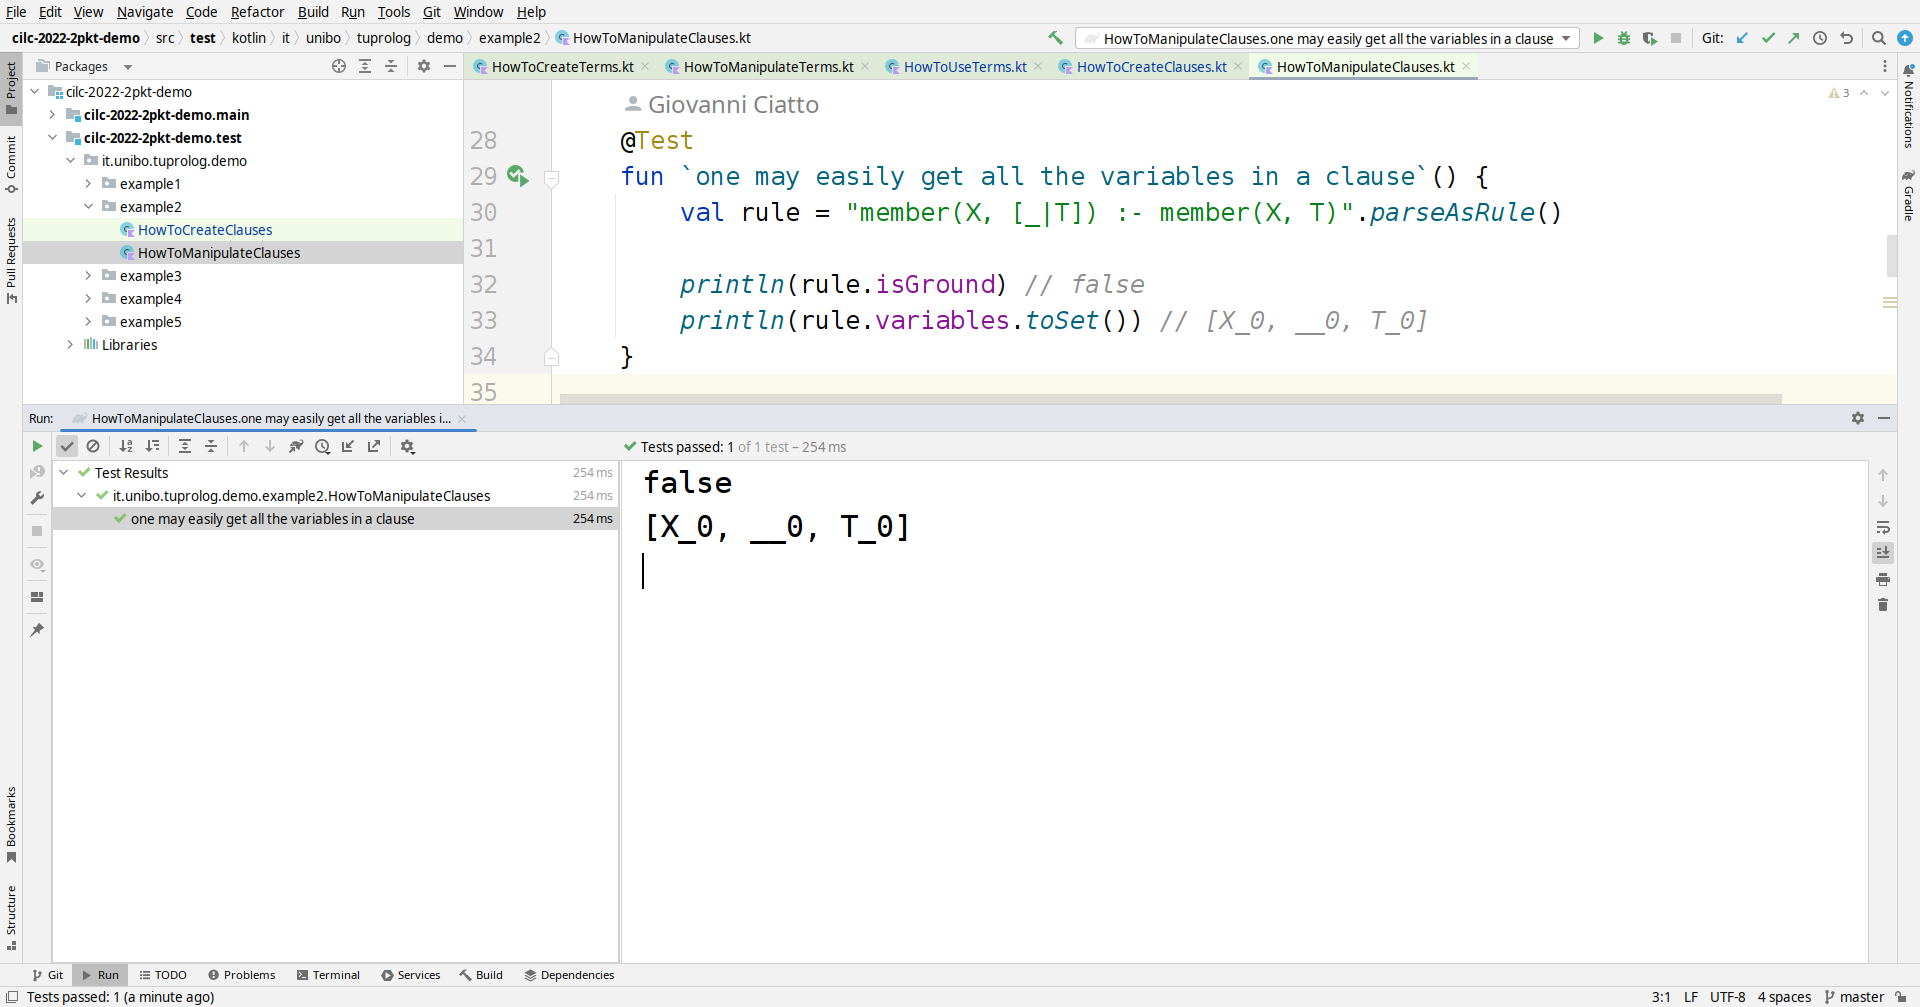 File Edit View Navigate Code Refactor Build Run Tools Git Window Help
cilc-2022-2pkt-demo src test kotlin it unibo tuprolog demo example2 HowToManipulateClauses.kt
HowToManipulateClauses.one may easily get all the variables in a clause
Git:
Project
Commit
Pull Requests
Bookmarks
Structure
Packages
cilc-2022-2pkt-demo
cilc-2022-2pkt-demo.main
cilc-2022-2pkt-demo.test
it.unibo.tuprolog.demo
example1
example2
HowToCreateClauses
HowToManipulateClauses
example3
example4
example5
Libraries
HowToCreateTerms.kt HowToManipulateTerms.kt HowToUseTerms.kt HowToCreateClauses.kt HowToManipulateClauses.kt
3
Giovanni Ciatto
28 @Test
29 fun `one may easily get all the variables in a clause`() {
30 val rule = "member(X, [_|T]) :- member(X, T)".parseAsRule()
31
32 println(rule.isGround) // false
33 println(rule.variables.toSet()) // [X_0, __0, T_0]
34 }
35
Notifications
Gradle
Run: HowToManipulateClauses.one may easily get all the variables i...
Tests passed: 1 of 1 test – 254 ms
Test Results 254 ms
it.unibo.tuprolog.demo.example2.HowToManipulateClauses 254 ms
one may easily get all the variables in a clause 254 ms
false
[X_0, __0, T_0]
Git Run TODO Problems Terminal Services Build Dependencies
Tests passed: 1 (a minute ago)
3:1 LF UTF-8 4 spaces master